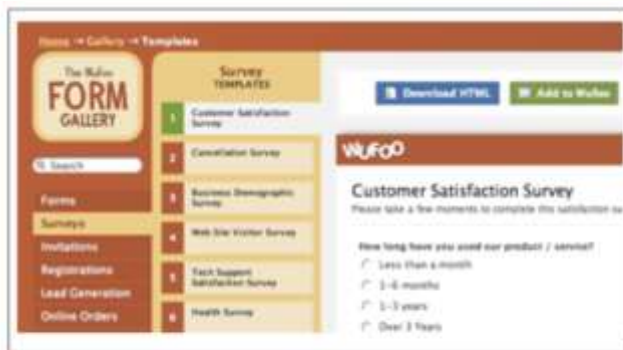 Home → Gallery → Templates
The Wufoo
FORM
GALLERY
Search
Forms
Surveys
Invitations
Registrations
Lead Generation
Online Orders
Survey
TEMPLATES
1 Customer Satisfaction
Survey
2 Cancellation Survey
3 Business Demographic
Survey
4 Web Site Visitor Survey
5 Tech Support
Satisfaction Survey
6 Health Survey
Download HTML
Add to Wufoo
WUFOO
Customer Satisfaction Survey
Please take a few moments to complete this satisfaction
How long have you used our product / service?
Less than a month
1-6 months
1-3 years
Over 3 Years